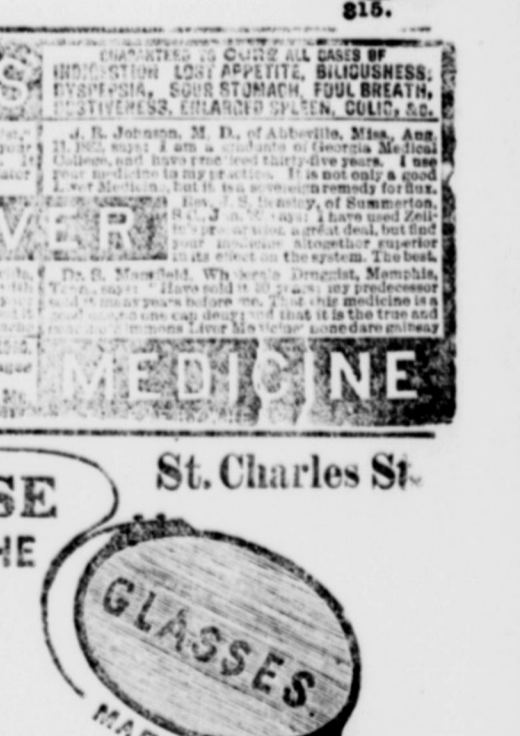 815.
S
GUARANTEED TO CURE ALL CASES OF
INDIGESTION LOST APPETITE, BILIOUSNESS,
DYSPEPSIA, SOUR STOMACH, FOUL BREATH,
COSTIVENESS, ENLARGED SPLEEN, COLIC, &c.
J. R. Johnson, M. D., of Abbeville, Miss., Aug.
says: I am a graduate of Georgia Medical
College, and have practiced thirty-five years. I use
your medicine in my practice. It is not only a good
Liver Medicine, but it is a sovereign remedy for flux.
Rev. J. S. of Summerton,
S. C., says: I have used Zeil-
in's a great deal, but find
your medicine altogether superior
in its effect on the system. The best.
VER
Dr. S. Mansfield, Wholesale Druggist, Memphis,
Tenn., says: Have sold it 20 years; my predecessor
sold it many years before me. That this medicine is a
one can deny; and that it is the true and
Simmons Liver Medicine none dare gainsay
MEDICINE
St. Charles St.
SE
HE
GLASSES.